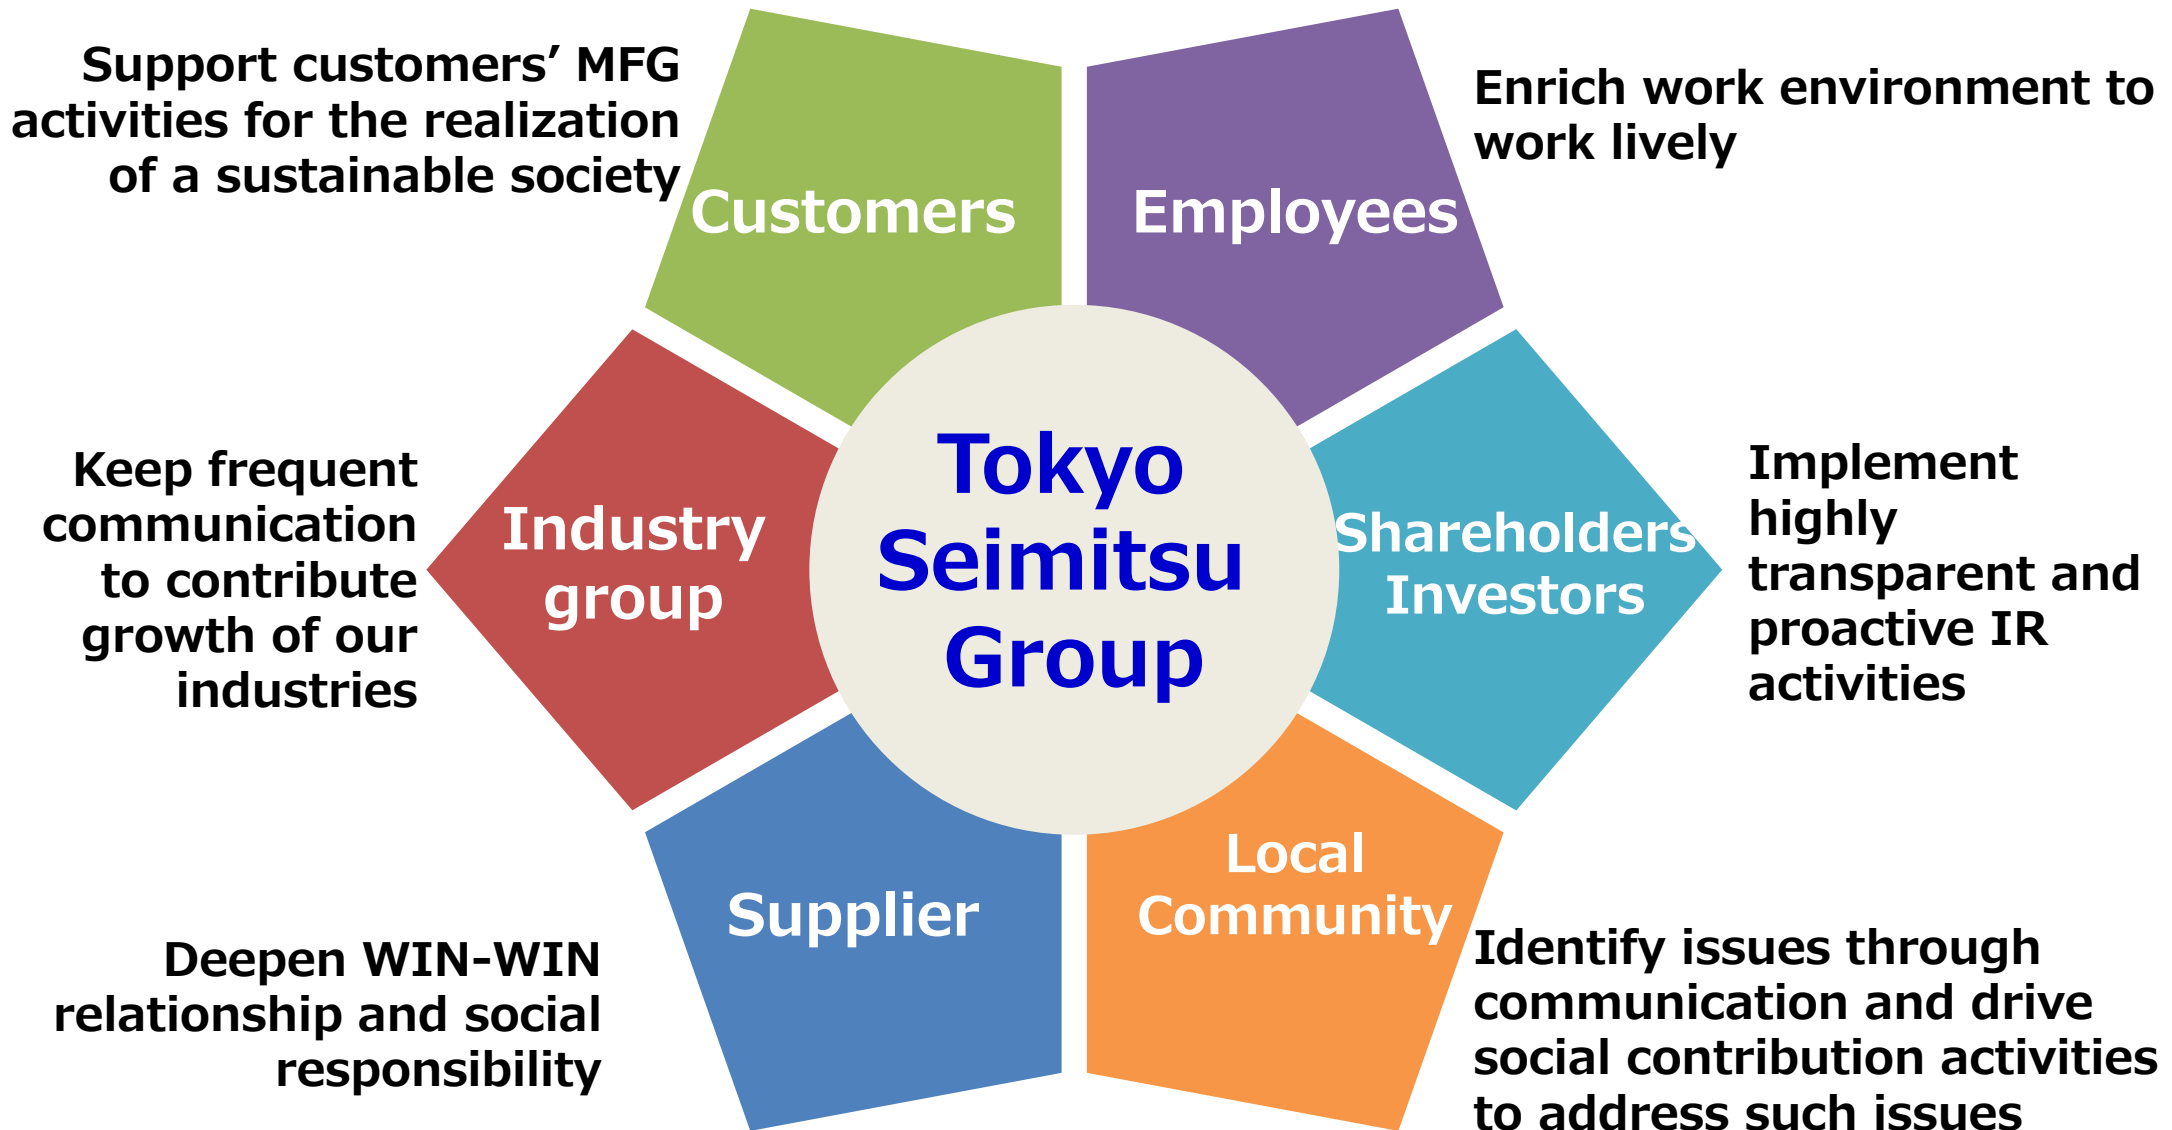 Support customers’ MFG
activities for the realization
of a sustainable society
Customers
Employees
Enrich work environment to
work lively
Keep frequent
communication
to contribute
growth of our
industries
Industry
group
Tokyo
Seimitsu
Group
Shareholders
Investors
Implement
highly
transparent and
proactive IR
activities
Deepen WIN-WIN
relationship and social
responsibility
Supplier
Local
Community
Identify issues through
communication and drive
social contribution activities
to address such issues